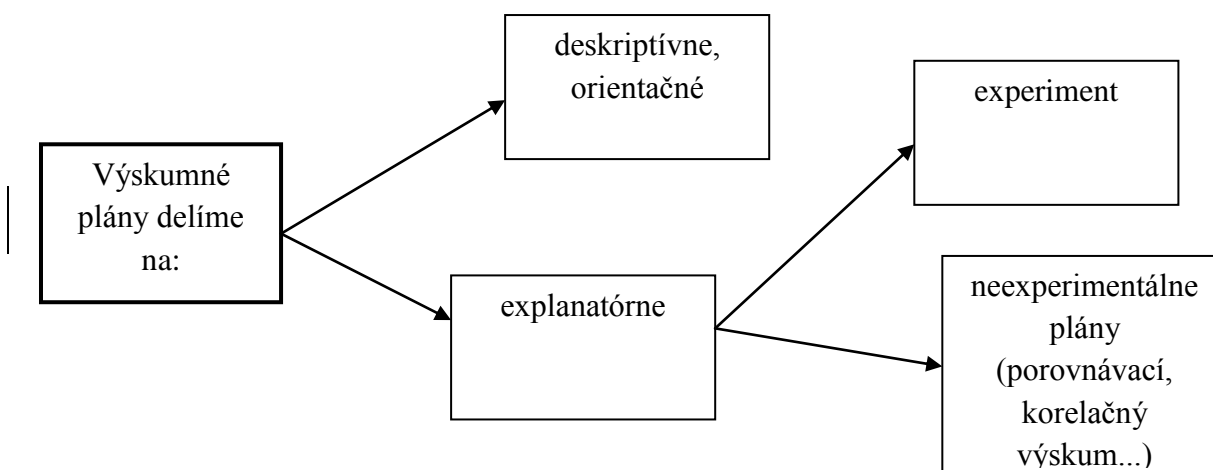 Výskumné
plány delíme
na:
deskriptívne,
orientačné
explanatórne
experiment
neexperimentálne
plány
(porovnávací,
korelačný
výskum...)